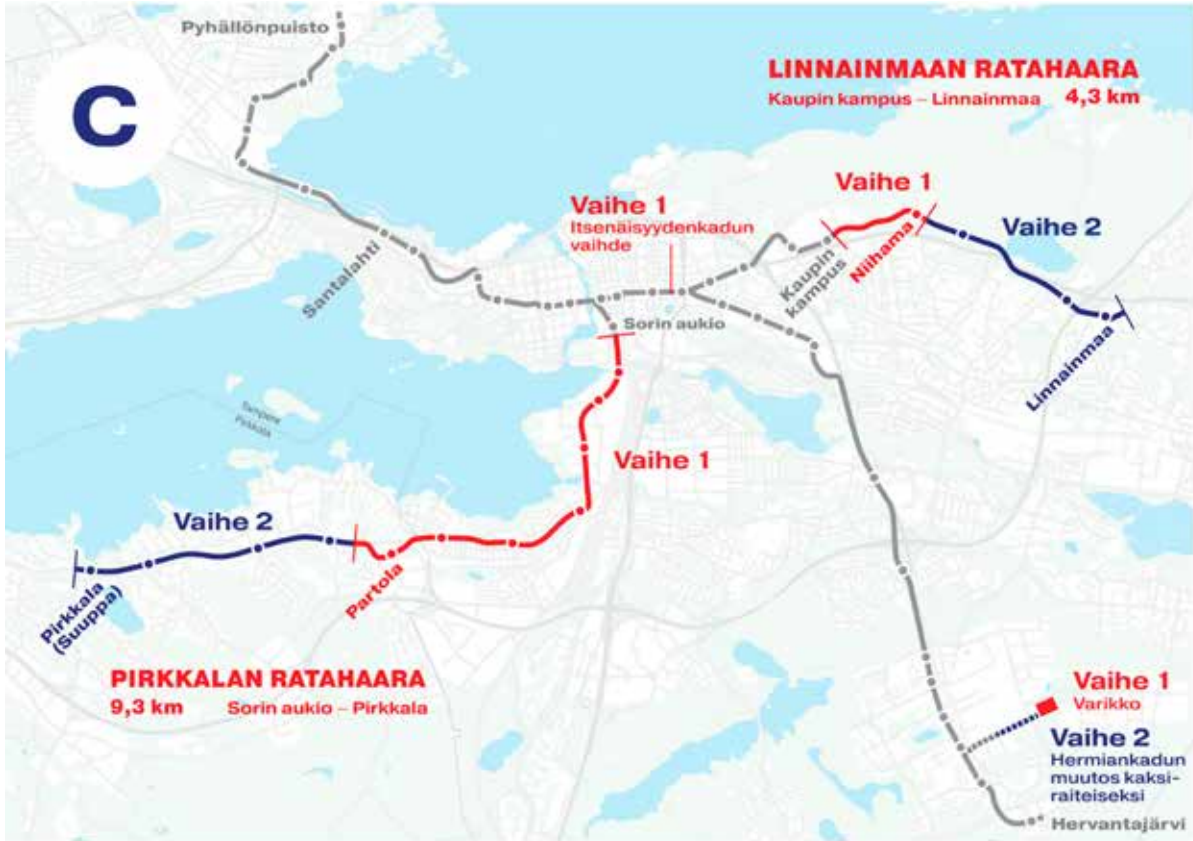 Pyhällönpuisto
C
LINNAINMAAN RATAHAARA
Kaupin kampus – Linnainmaa 4,3 km
Vaihe 1
Itsenäisyydenkadun
vaihde
Vaihe 1
Vaihe 2
Santalahti
Kaupin
kampus
Niihama
Linnainmaa
Sorin aukio
Tampere
Pirkkala
Vaihe 1
Vaihe 2
Pirkkala
(Suuppa)
Partola
PIRKKALAN RATAHAARA
9,3 km Sorin aukio – Pirkkala
Vaihe 1
Varikko
Vaihe 2
Hermiankadun
muutos kaksi-
raiteiseksi
Hervantajärvi